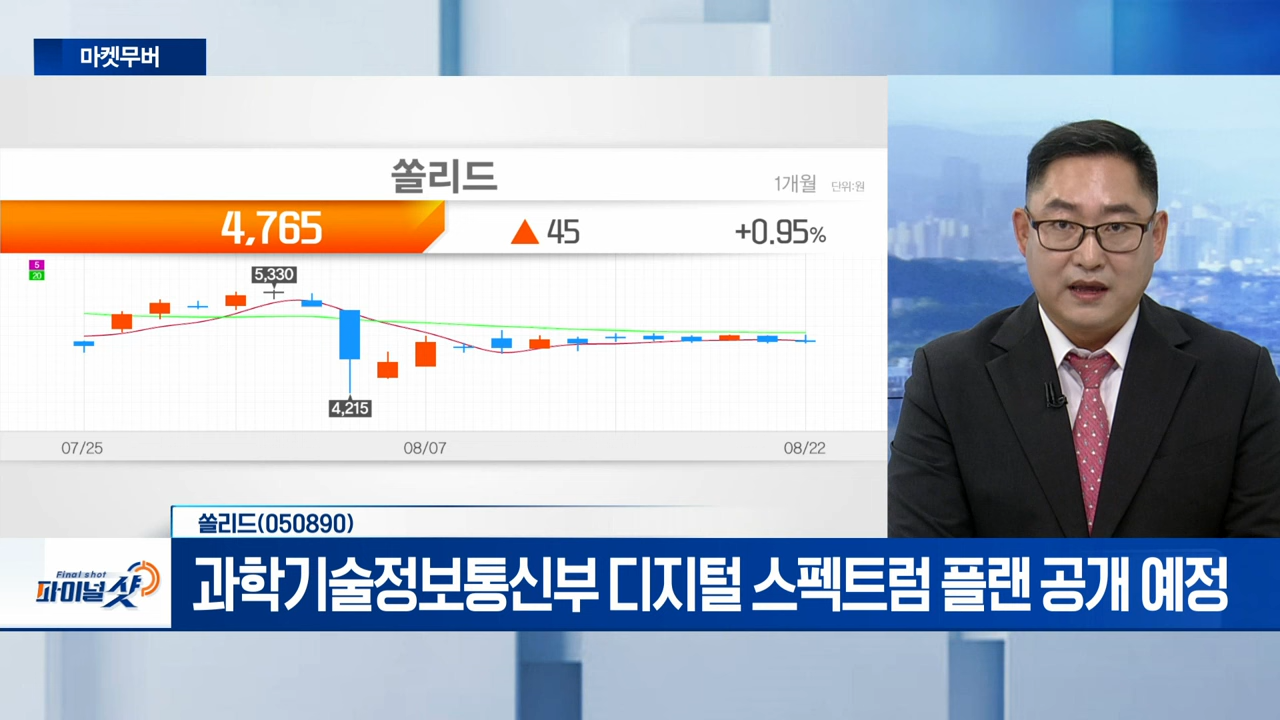 마켓무버
쏠리드
1개월 단위:원
4,765 ▲ 45 +0.95%
5
20
5,330
4,215
07/25 08/07 08/22
쏠리드(050890)
Final shot
파이널샷
과학기술정보통신부 디지털 스펙트럼 플랜 공개 예정